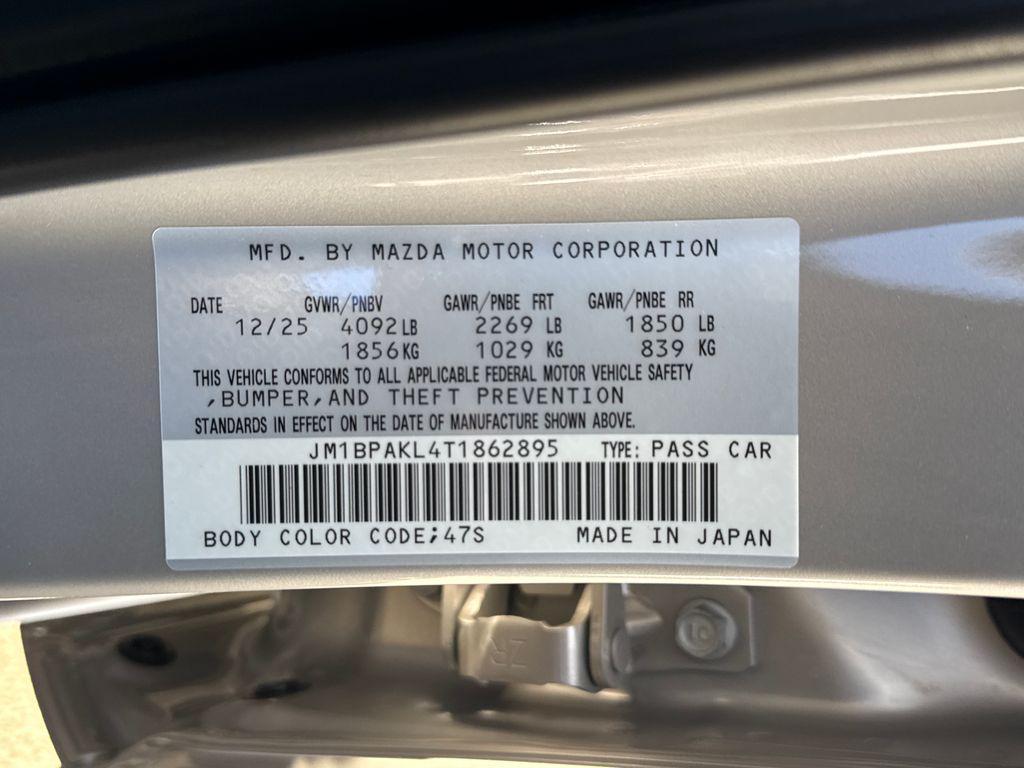 MFD. BY MAZDA MOTOR CORPORATION
DATE GVWR/PNBV GAWR/PNBE FRT GAWR/PNBE RR
12/25 4092 LB 2269 LB 1850 LB
1856 KG 1029 KG 839 KG
THIS VEHICLE CONFORMS TO ALL APPLICABLE FEDERAL MOTOR VEHICLE SAFETY
,BUMPER,AND THEFT PREVENTION
STANDARDS IN EFFECT ON THE DATE OF MANUFACTURE SHOWN ABOVE.
JM1BPAKL4T1862895 TYPE: PASS CAR
BODY COLOR CODE;47S MADE IN JAPAN